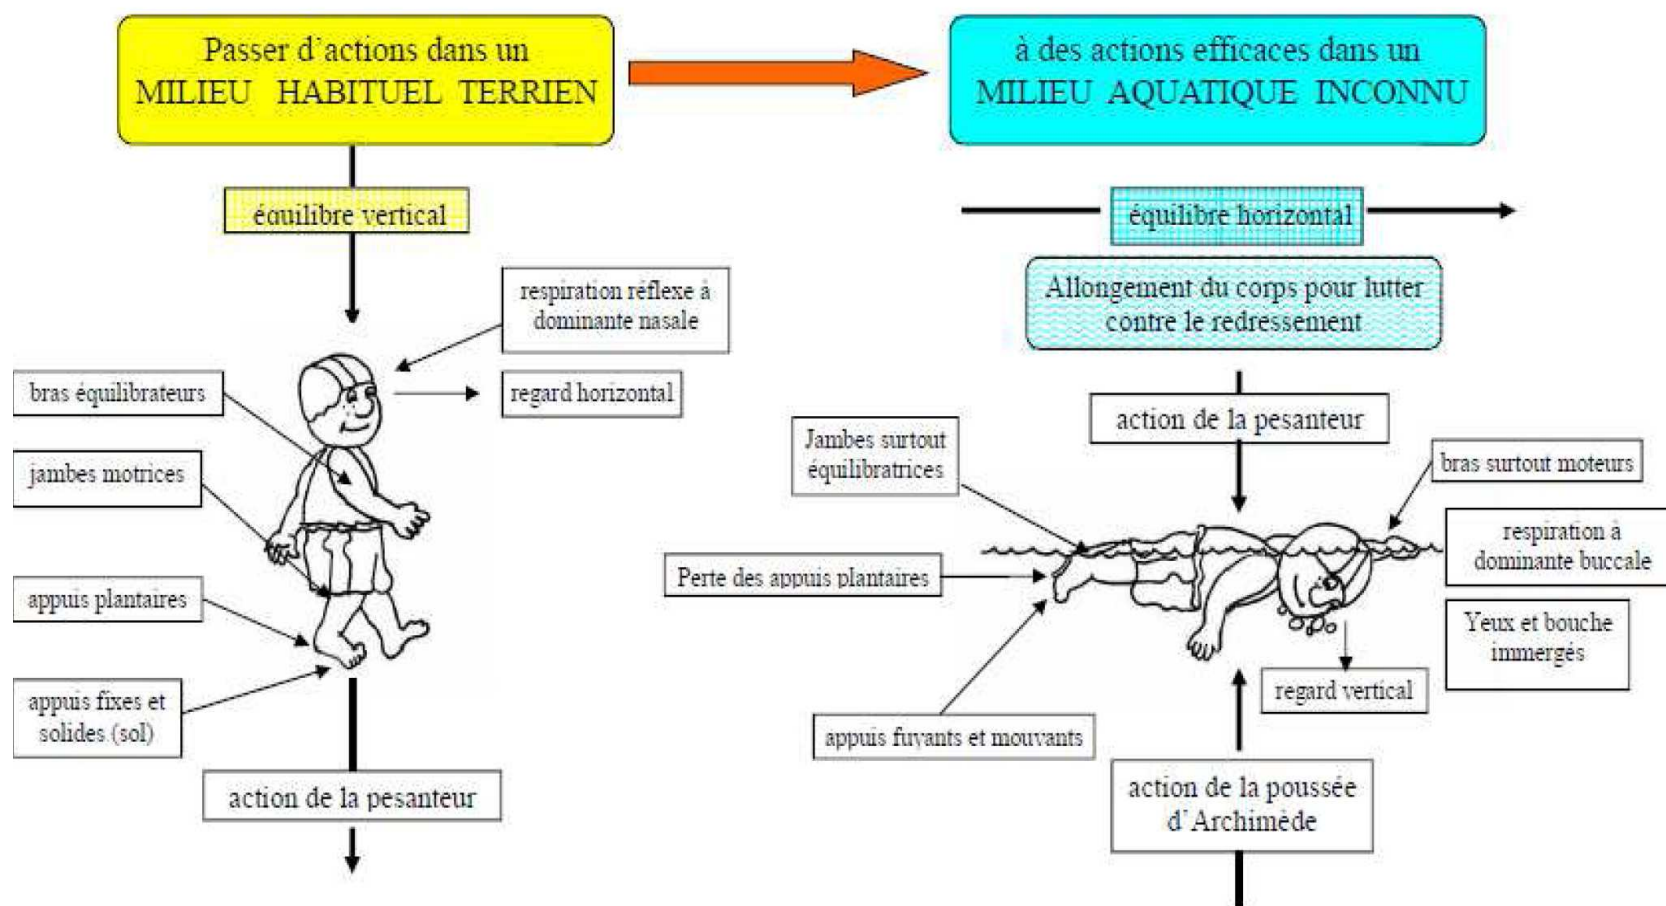 Passer d'actions dans un
MILIEU HABITUEL TERRIEN
à des actions efficaces dans un
MILIEU AQUATIQUE INCONNU
équilibre vertical
respiration réflexe à
dominante nasale
regard horizontal
bras équilibrateurs
jambes motrices
appuis plantaires
appuis fixes et
solides (sol)
action de la pesanteur
équilibre horizontal
Allongement du corps pour lutter
contre le redressement
action de la pesanteur
Jambes surtout
équilibratrices
bras surtout moteurs
respiration à
dominante buccale
Perte des appuis plantaires
Yeux et bouche
immergés
regard vertical
appuis fuyants et mouvants
action de la poussée
d'Archimède